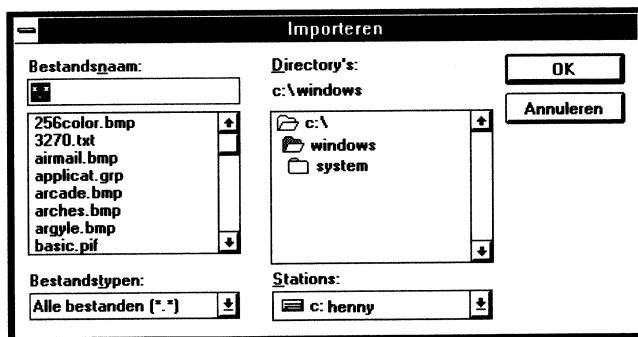 Importeren
Bestandsnaam:
*.*
256color.bmp
3270.txt
airmail.bmp
applicat.grp
arcade.bmp
arches.bmp
argyle.bmp
basic.pif
Bestandstypen:
Alle bestanden (*.*)
Directory's:
c:\windows
c:\
windows
system
Stations:
c: henny
OK
Annuleren